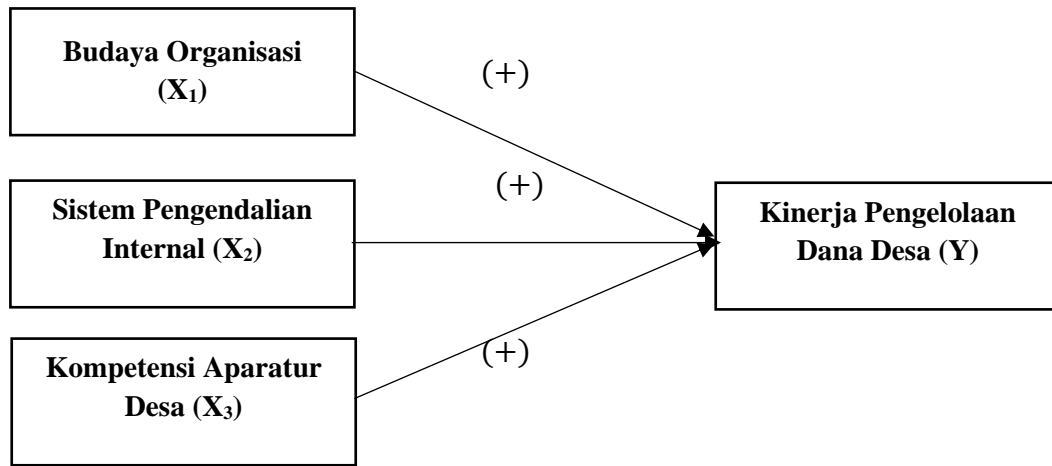 Budaya Organisasi
(X₁)
(+)
(+)
Sistem Pengendalian
Internal (X₂)
Kinerja Pengelolaan
Dana Desa (Y)
(+)
Kompetensi Aparatur
Desa (X₃)